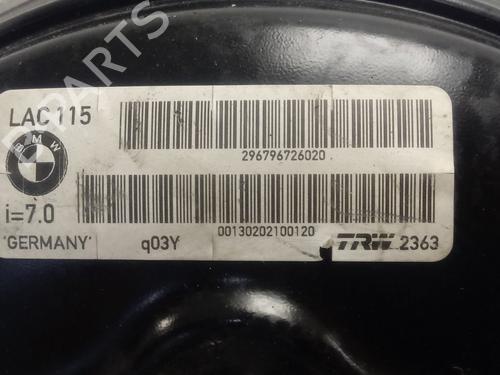 B PARTS
LAC 115
BMW
296796726020
i=7.0
00130202100120
'GERMANY'
q03Y
TRW 2363